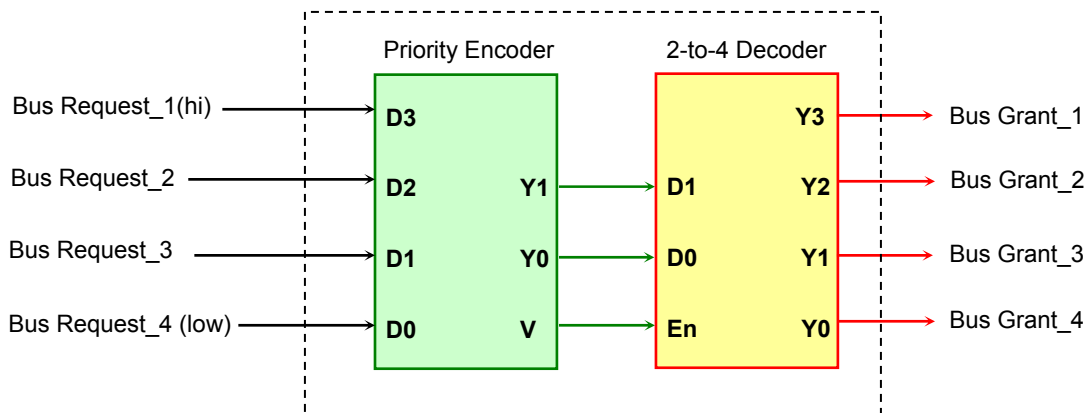 Priority Encoder
2-to-4 Decoder
Bus Request_1(hi)
D3
Y3
Bus Grant_1
Bus Request_2
D2
Y1
D1
Y2
Bus Grant_2
Bus Request_3
D1
Y0
D0
Y1
Bus Grant_3
Bus Request_4 (low)
D0
V
En
Y0
Bus Grant_4